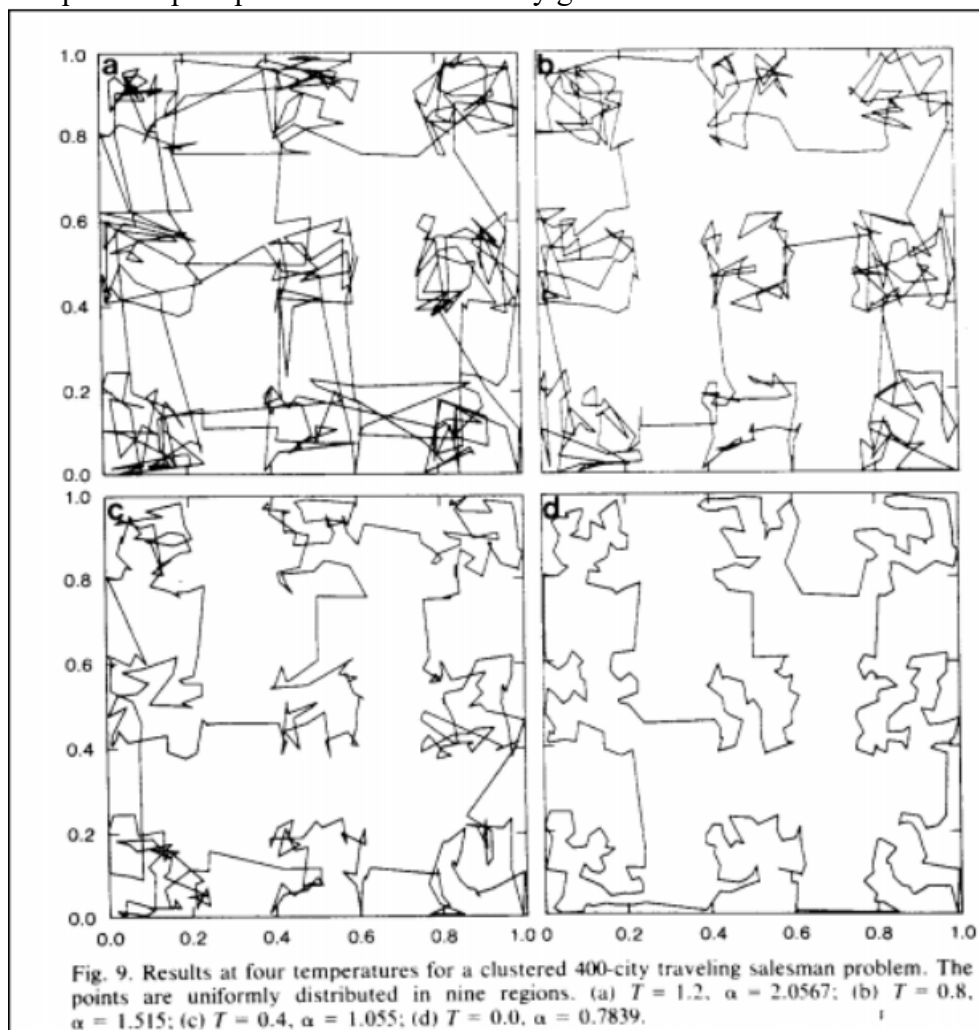 1.0 a b
0.8
0.6
0.4
0.2
0.0
1.0 c d
0.8
0.6
0.4
0.2
0.0
0.0 0.2 0.4 0.6 0.8 1.0 0 0.2 0.4 0.6 0.8 1.0
Fig. 9. Results at four temperatures for a clustered 400-city traveling salesman problem. The
points are uniformly distributed in nine regions. (a) T = 1.2, α = 2.0567; (b) T = 0.8,
α = 1.515; (c) T = 0.4, α = 1.055; (d) T = 0.0, α = 0.7839.